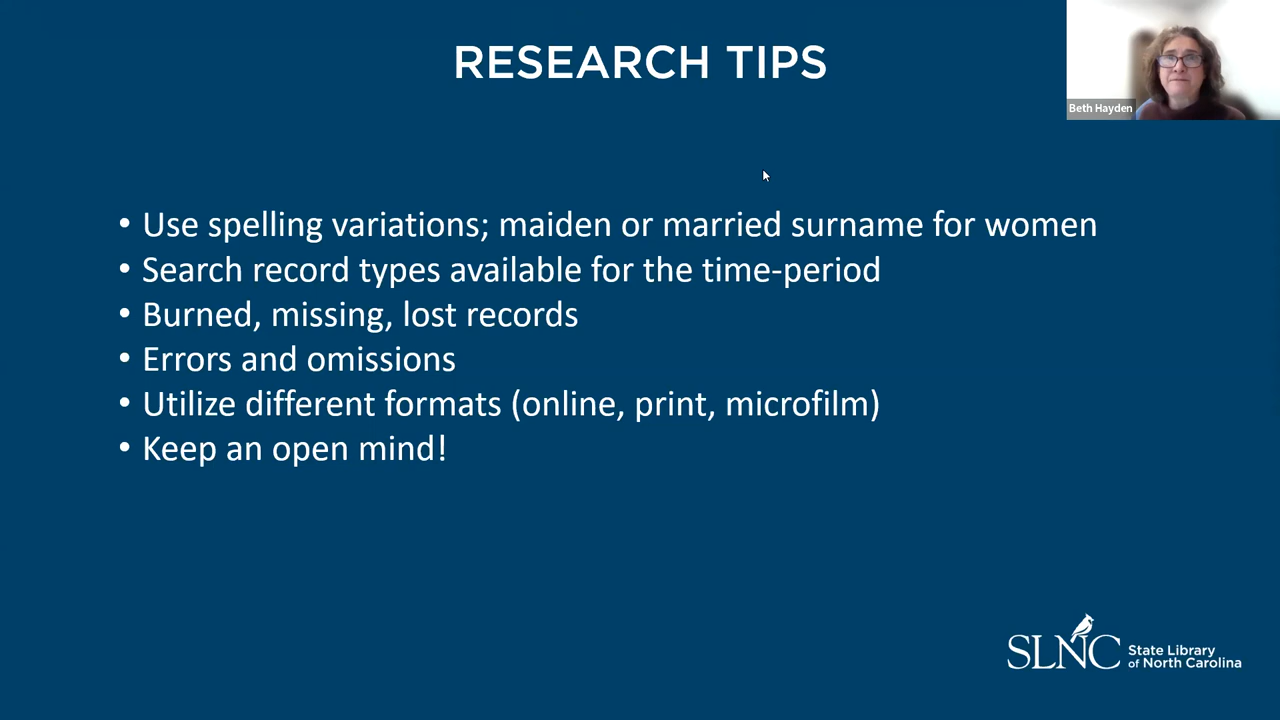 RESEARCH TIPS
Beth Hayden
• Use spelling variations; maiden or married surname for women
• Search record types available for the time-period
• Burned, missing, lost records
• Errors and omissions
• Utilize different formats (online, print, microfilm)
• Keep an open mind!
SLNC State Library
of North Carolina